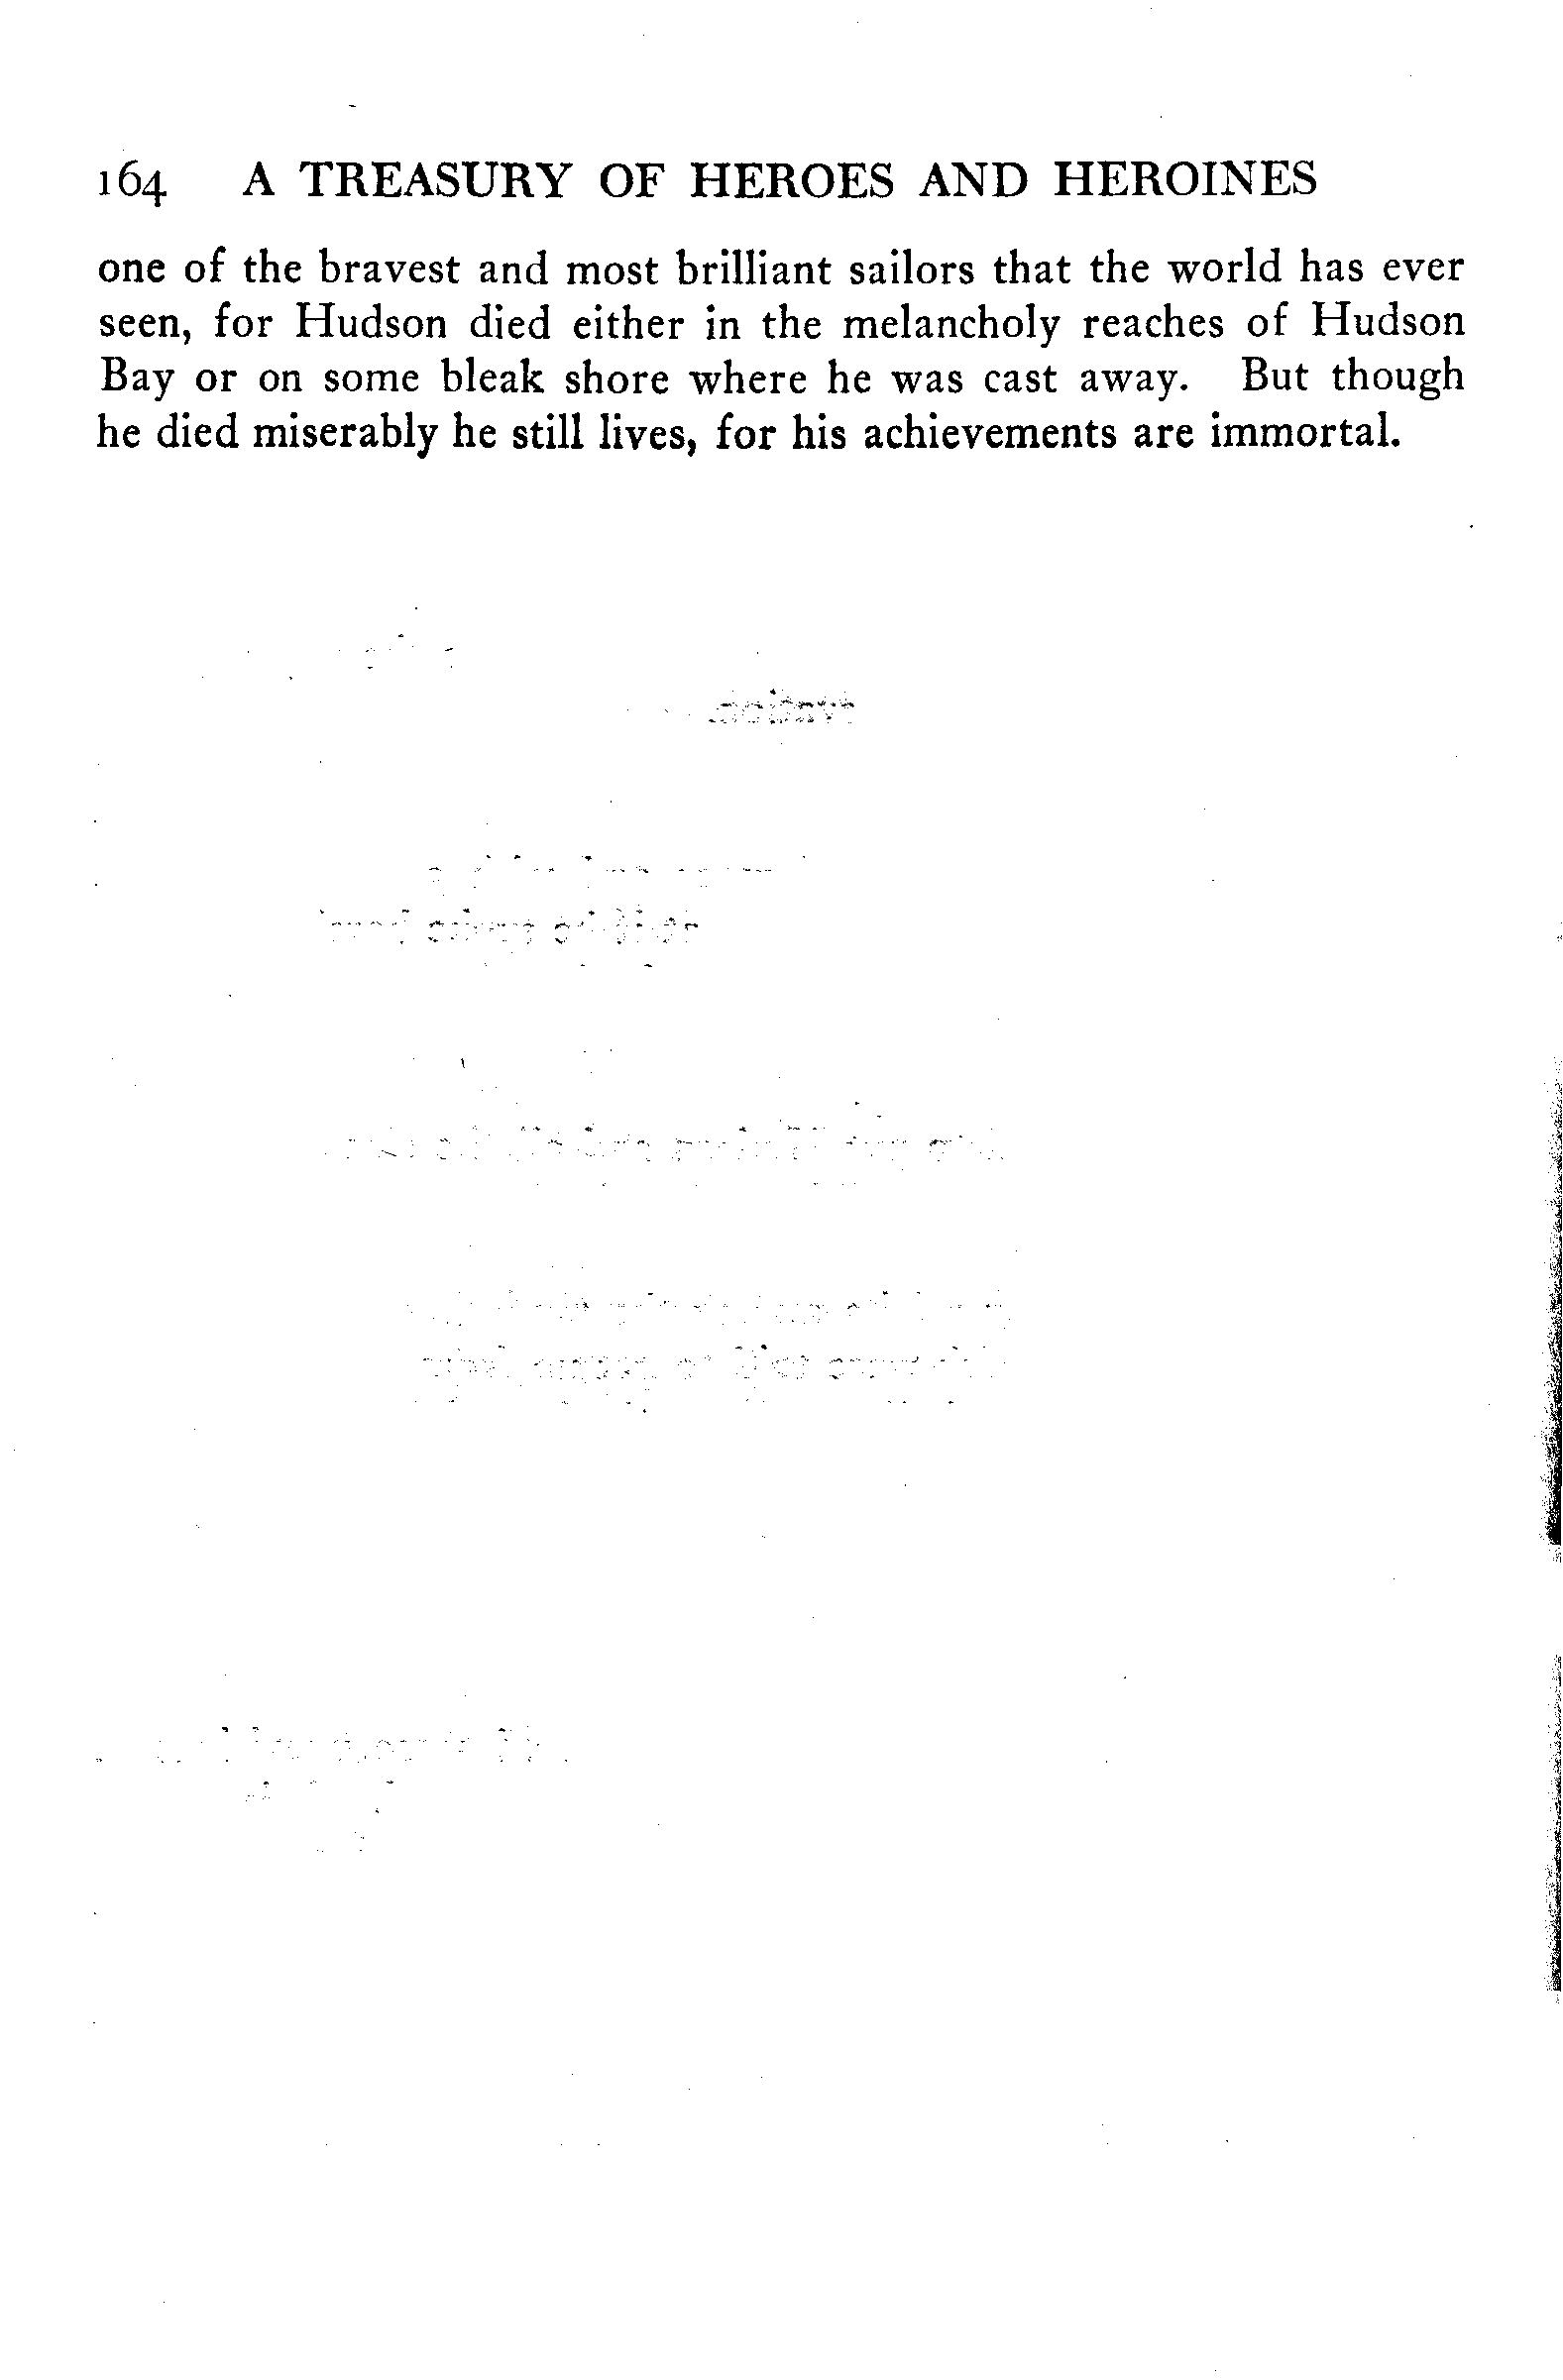 164 A TREASURY OF HEROES AND HEROINES
one of the bravest and most brilliant sailors that the world has ever
seen, for Hudson died either in the melancholy reaches of Hudson
Bay or on some bleak shore where he was cast away. But though
he died miserably he still lives, for his achievements are immortal.